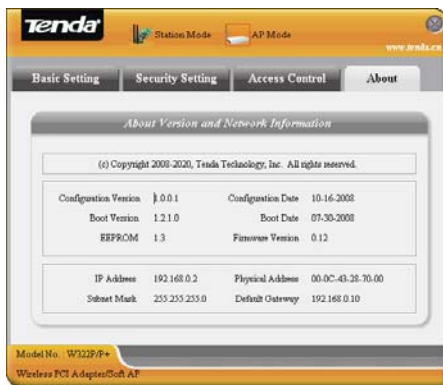 Tenda
Station Mode AP Mode
www.tenda.cn
Basic Setting Security Setting Access Control About
About Version and Network Information
(c) Copyright 2008-2020, Tenda Technology, Inc. All rights reserved.
Configuration Version 1.0.0.1 Configuration Date 10-16-2008
Boot Version 1.2.1.0 Boot Date 07-30-2008
EEPROM 1.3 Firmware Version 0.12
IP Address 192.168.0.2 Physical Address 00-0C-43-28-70-00
Subnet Mask 255.255.255.0 Default Gateway 192.168.0.10
Model No. W322P/P+
Wireless PCI Adapter/Soft AP